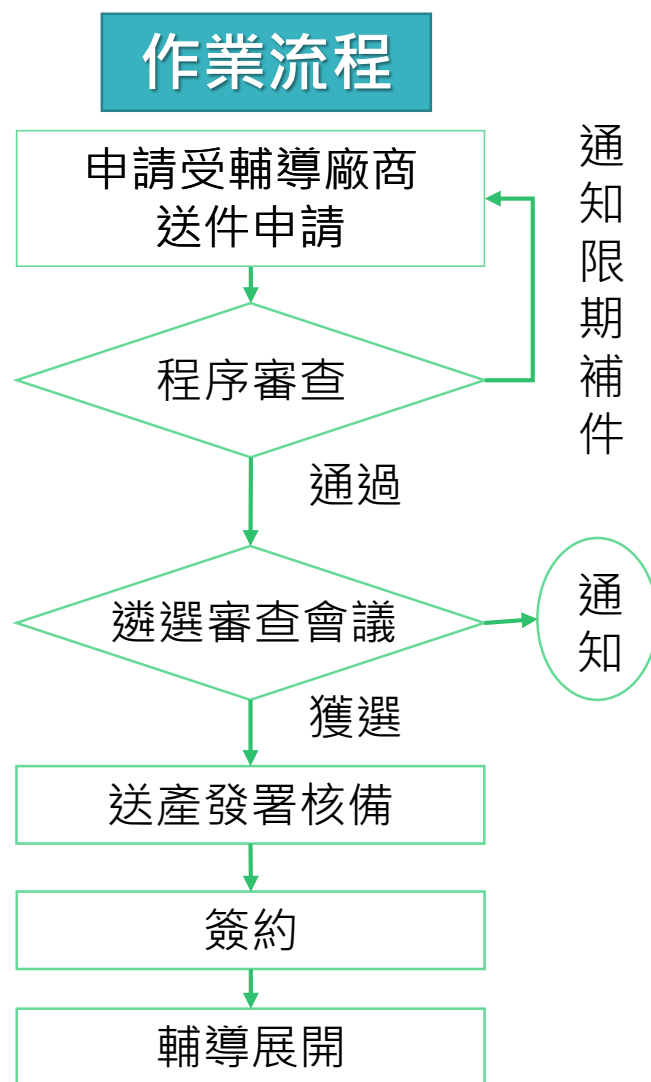 作業流程
申請受輔導廠商
送件申請
通知限期補件
程序審查
通過
遴選審查會議
通知
獲選
送產發署核備
簽約
輔導展開